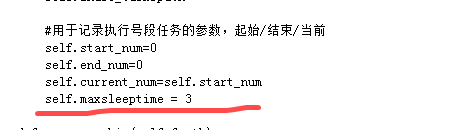 #用于记录执行号段任务的参数，起始/结束/当前
self.start_num=0
self.end_num=0
self.current_num=self.start_num
self.maxsleeptime = 3